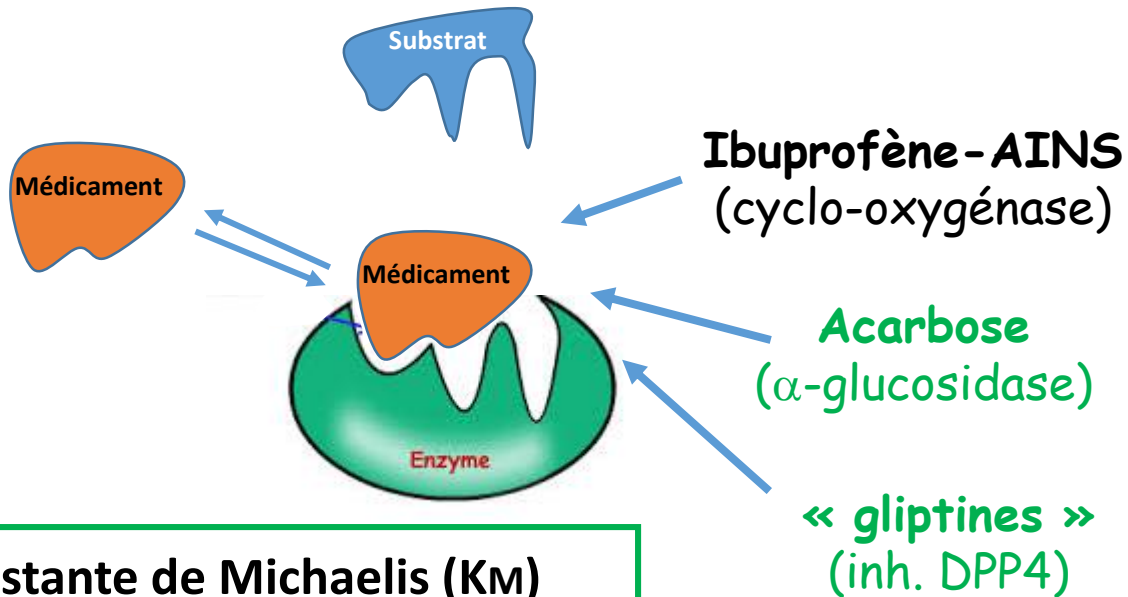 Substrat
Médicament
Médicament
Enzyme
Ibuprofène-AINS
(cyclo-oxygénase)
Acarbose
(α-glucosidase)
« gliptines »
(inh. DPP4)
stante de Michaelis (KM)